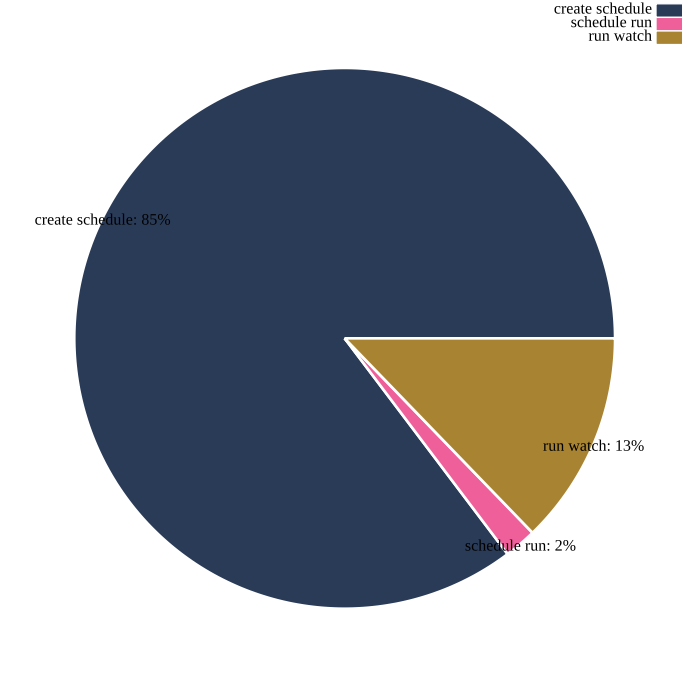 create schedule
schedule run
run watch
create schedule: 85%
run watch: 13%
schedule run: 2%